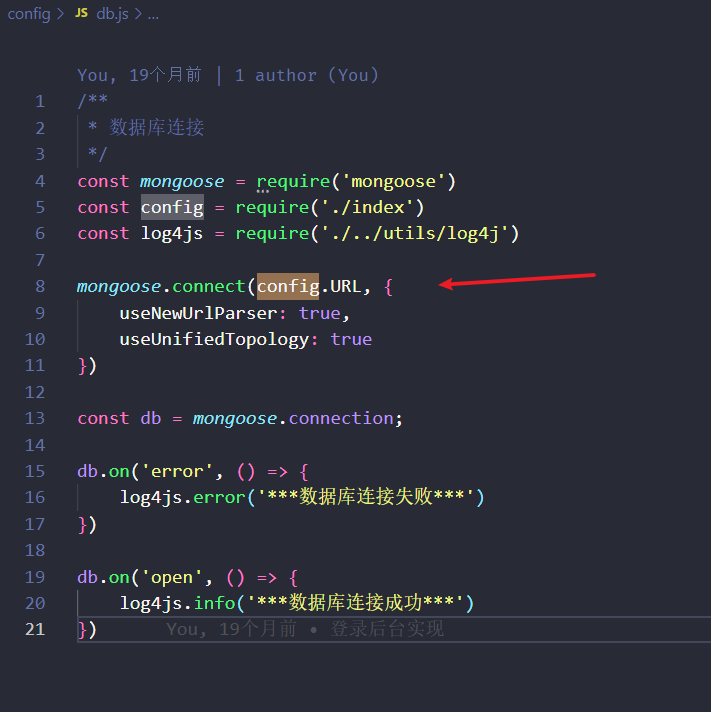 config > JS db.js > ...
You, 19个月前 | 1 author (You)
1 /**
2  * 数据库连接
3  */
4 const mongoose = require('mongoose')
5 const config = require('./index')
6 const log4js = require('./../utils/log4j')
7
8 mongoose.connect(config.URL, {
9     useNewUrlParser: true,
10     useUnifiedTopology: true
11 })
12
13 const db = mongoose.connection;
14
15 db.on('error', () => {
16     log4js.error('***数据库连接失败***')
17 })
18
19 db.on('open', () => {
20     log4js.info('***数据库连接成功***')
21 })    You, 19个月前 • 登录后台实现